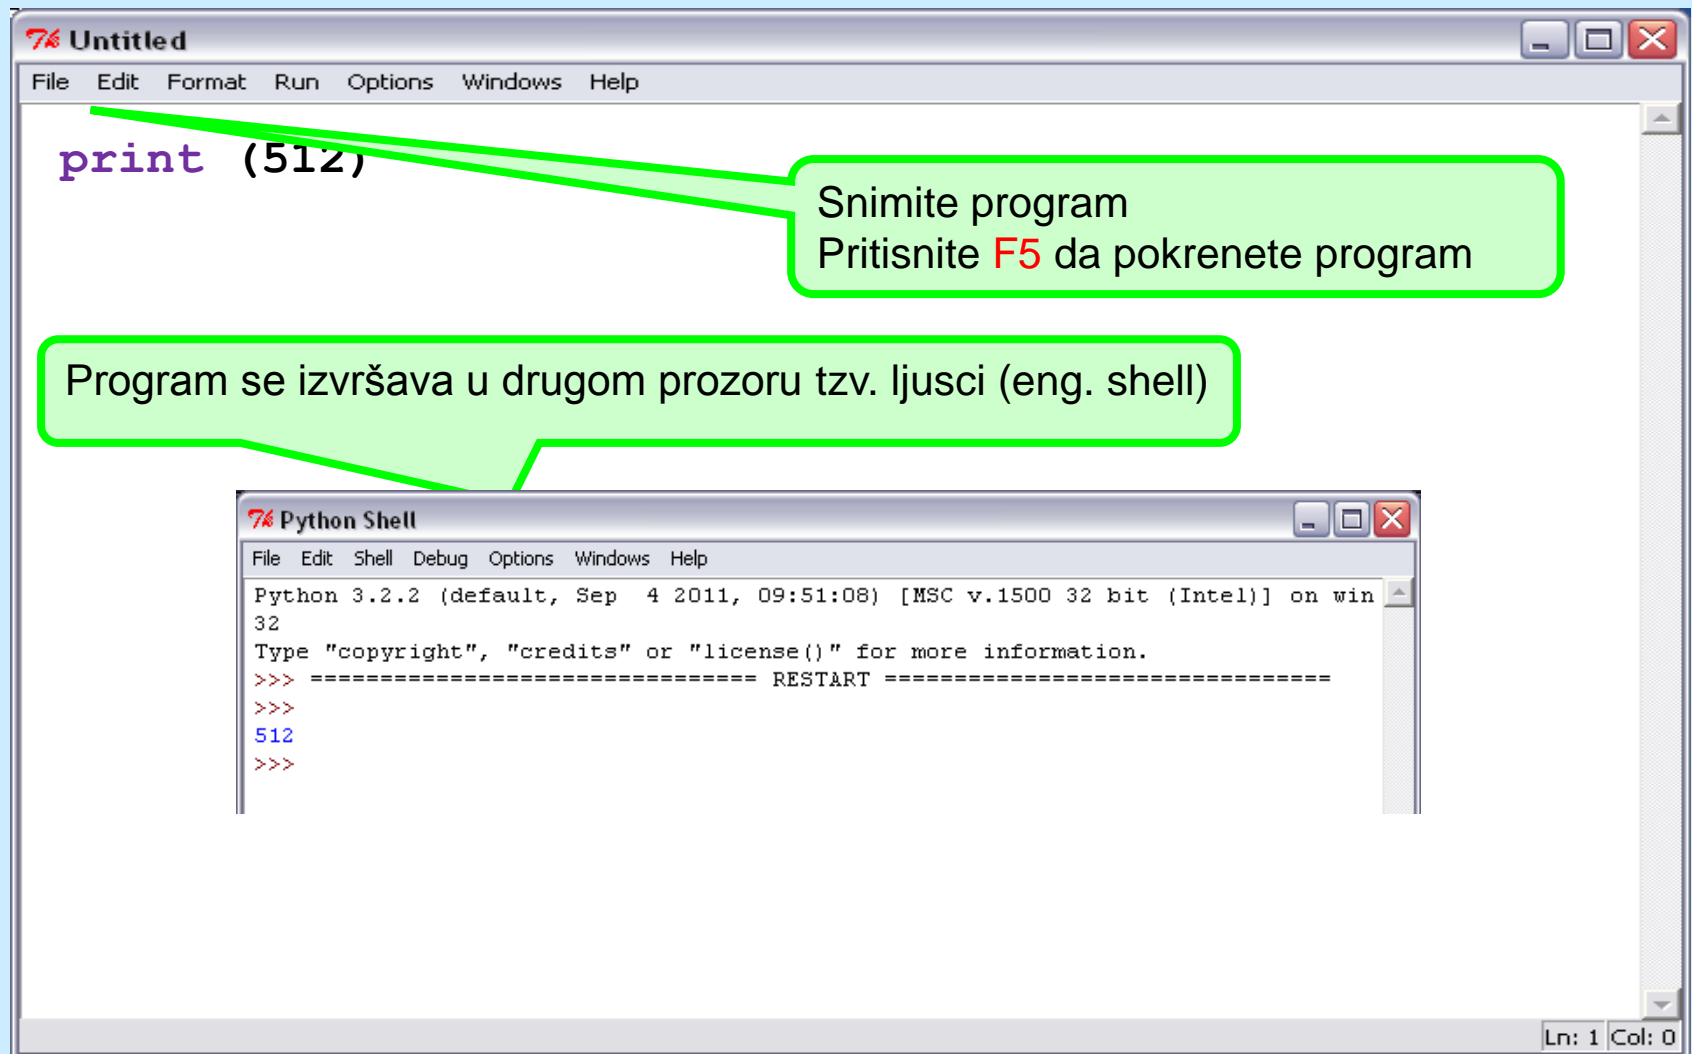 Untitled
File Edit Format Run Options Windows Help
print (512)
Snimite program
Pritisnite F5 da pokrenete program
Program se izvršava u drugom prozoru tzv. ljusci (eng. shell)
Python Shell
File Edit Shell Debug Options Windows Help
Python 3.2.2 (default, Sep  4 2011, 09:51:08) [MSC v.1500 32 bit (Intel)] on win
32
Type "copyright", "credits" or "license()" for more information.
>>> ================================ RESTART ================================
>>>
512
>>>
Ln: 1 Col: 0